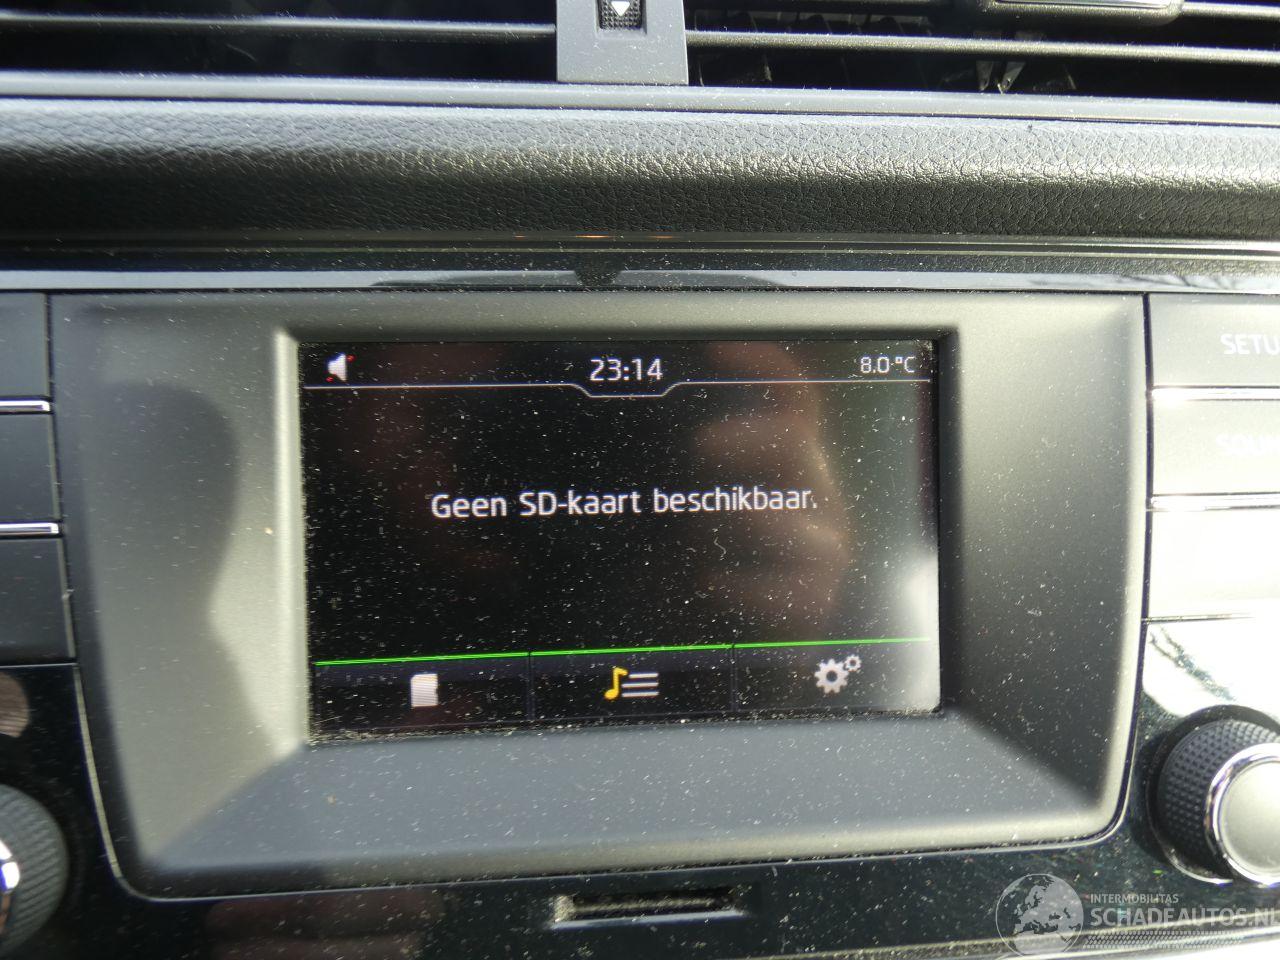 23:14
8.0 °C
SETU
Geen SD-kaart beschikbaar.
INTERMOBILITAS
SCHADEAUTOS.NL